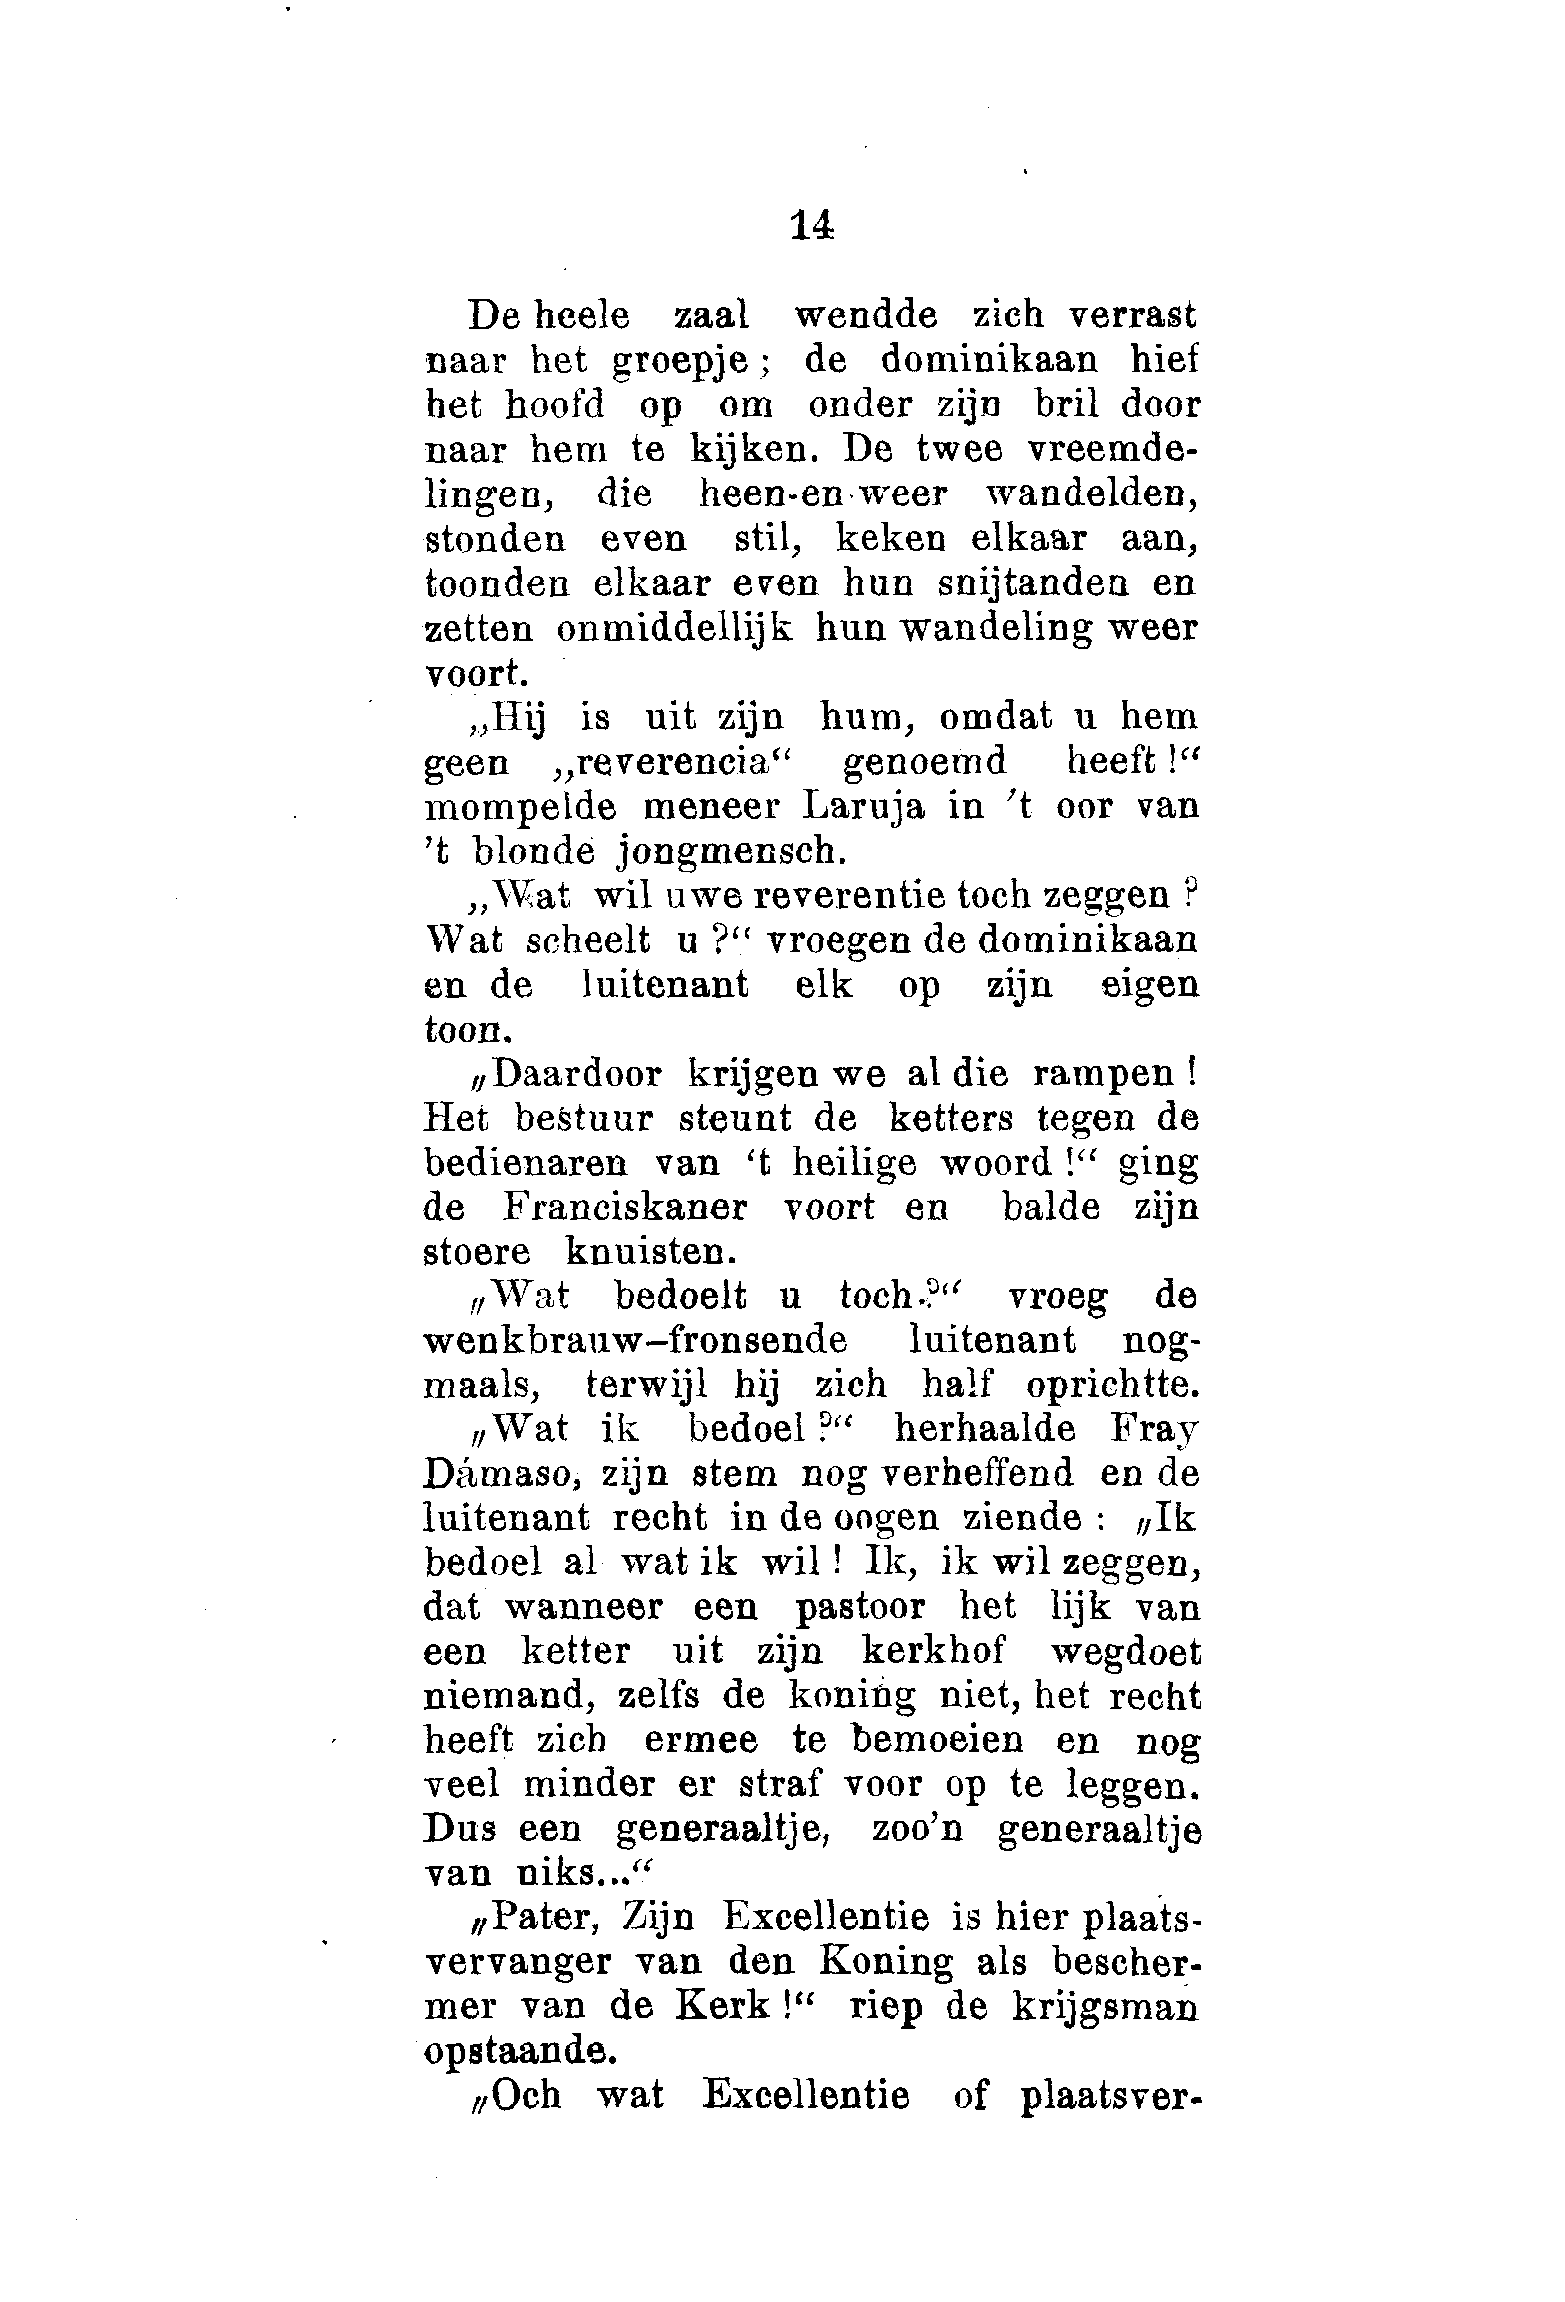 14
De heele zaal wendde zich verrast
naar het groepje ; de dominikaan hief
het hoofd op om onder zijn bril door
naar hem te kijken. De twee vreemde-
lingen, die heen-en-weer wandelden,
stonden even stil, keken elkaar aan,
toonden elkaar even hun snijtanden en
zetten onmiddellijk hun wandeling weer
voort.
„Hij is uit zijn hum, omdat u hem
geen „reverencia“ genoemd heeft !“
mompelde meneer Laruja in 't oor van
't blonde jongmensch.
„Wat wil uwe reverentie toch zeggen ?
Wat scheelt u ?“ vroegen de dominikaan
en de luitenant elk op zijn eigen
toon.
„Daardoor krijgen we al die rampen !
Het bestuur steunt de ketters tegen de
bedienaren van ‘t heilige woord !“ ging
de Franciskaner voort en balde zijn
stoere knuisten.
„Wat bedoelt u toch.?“ vroeg de
wenkbrauw–fronsende luitenant nog-
maals, terwijl hij zich half oprichtte.
„Wat ik bedoel ?“ herhaalde Fray
Dámaso, zijn stem nog verheffend en de
luitenant recht in de oogen ziende : „Ik
bedoel al wat ik wil ! Ik, ik wil zeggen,
dat wanneer een pastoor het lijk van
een ketter uit zijn kerkhof wegdoet
niemand, zelfs de koning niet, het recht
heeft zich ermee te bemoeien en nog
veel minder er straf voor op te leggen.
Dus een generaaltje, zoo'n generaaltje
van niks...“
„Pater, Zijn Excellentie is hier plaats-
vervanger van den Koning als bescher-
mer van de Kerk !“ riep de krijgsman
opstaande.
„Och wat Excellentie of plaatsver-